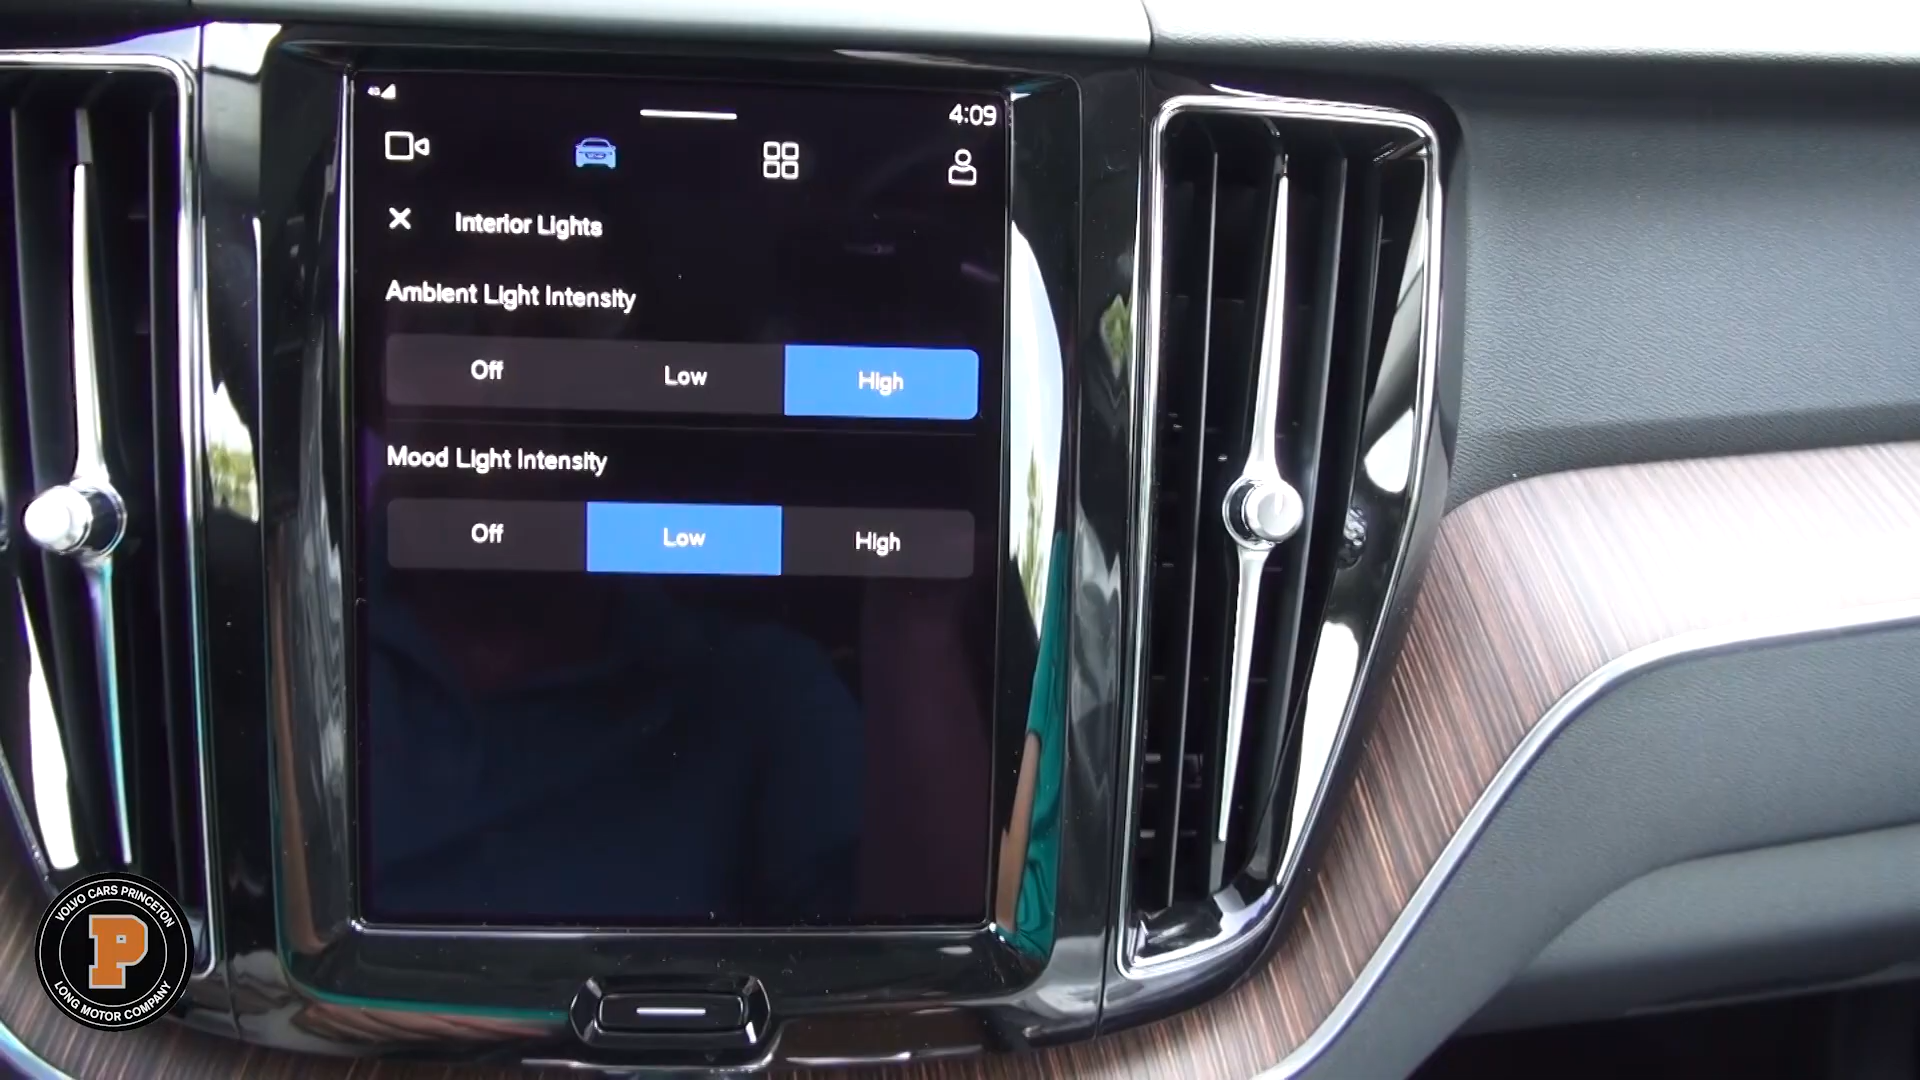 4G
4:09
Interior Lights
Ambient Light Intensity
Off Low High
Mood Light Intensity
Off Low High
VOLVO CARS PRINCETON
P
LONG MOTOR COMPANY